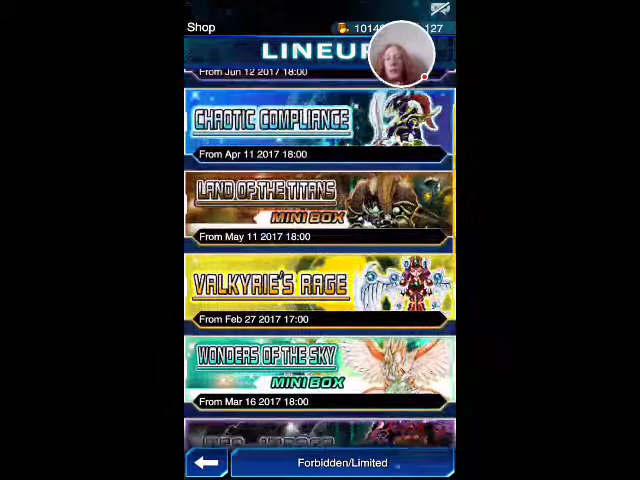 Shop
LINEUP
From Jun 12 2017 18:00
CHAOTIC COMPLIANCE
From Apr 11 2017 18:00
LAND OF THE TITANS
MINI BOX
From May 11 2017 18:00
VALKYRIE'S RAGE
From Feb 27 2017 17:00
WONDERS OF THE SKY
MINI BOX
From Mar 16 2017 18:00
Forbidden/Limited